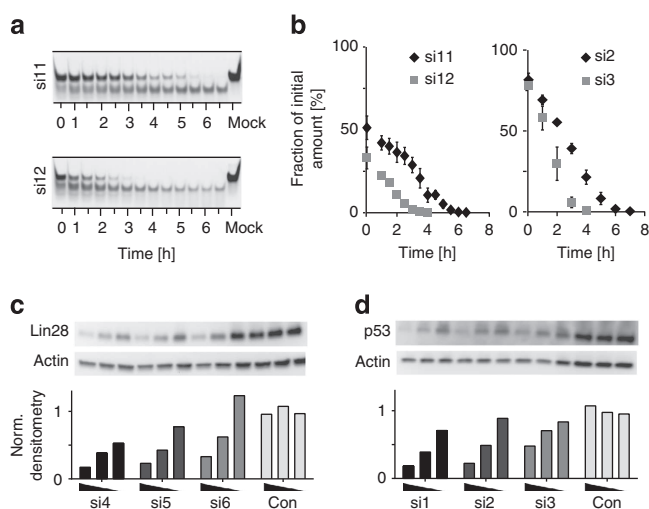 a
si11
0 1 2 3 4 5 6 Mock
si12
0 1 2 3 4 5 6 Mock
Time [h]
b
Fraction of initial
amount [%]
100
50
0
si11
si12
0 2 4 6 8
Time [h]
100
50
0
si2
si3
0 2 4 6 8
Time [h]
c
Lin28
Actin
Norm.
densitometry
1
0
si4 si5 si6 Con
d
p53
Actin
1
0
si1 si2 si3 Con